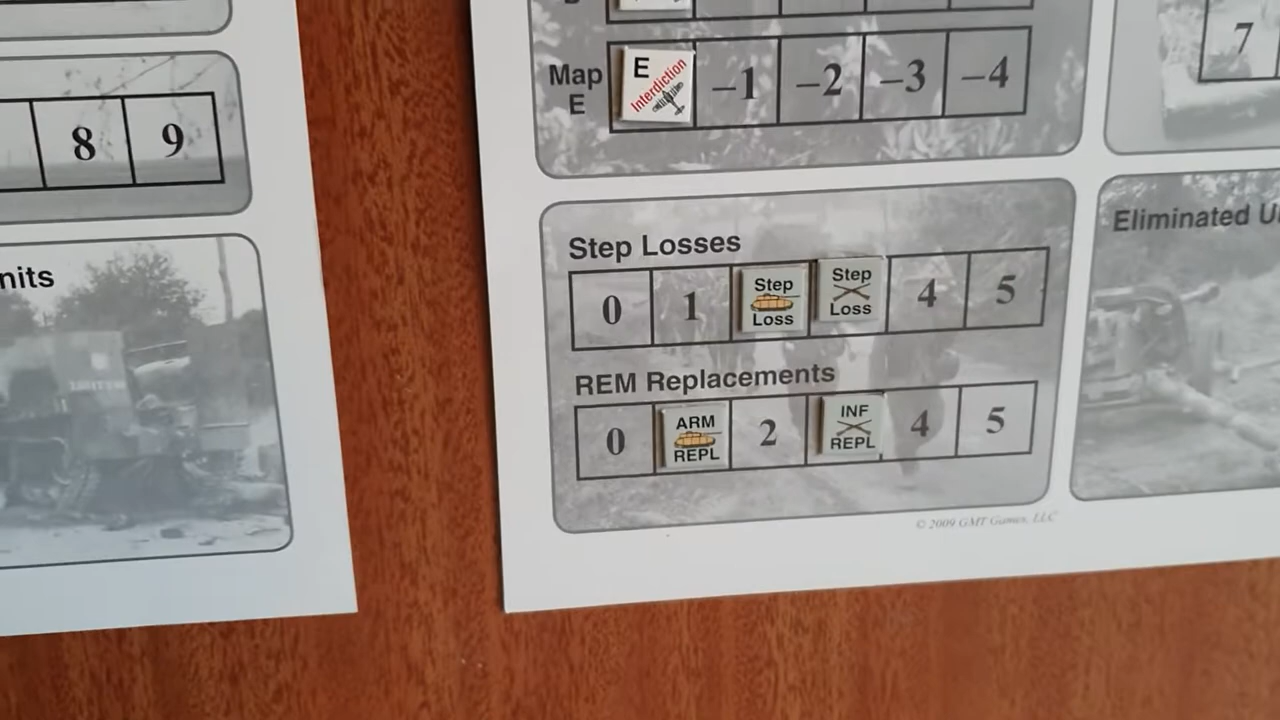 8 9
nits
Map E
E Interdiction
-1 -2 -3 -4
7
Step Losses
0 1
Step Loss
Step Loss
4 5
REM Replacements
0
ARM REPL
2
INF REPL
4 5
Eliminated U
© 2009 GMT Games, LLC